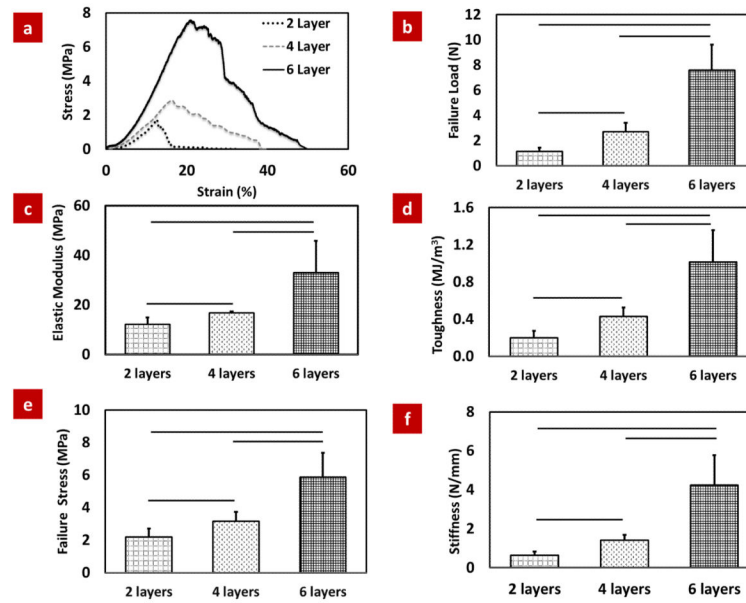 a
Stress (MPa)
8
6
4
2
0
0
20
40
60
Strain (%)
2 Layer
4 Layer
6 Layer
b
Failure Load (N)
12
10
8
6
4
2
0
2 layers
4 layers
6 layers
c
Elastic Modulus (MPa)
60
40
20
0
2 layers
4 layers
6 layers
d
Toughness (MJ/m³)
1.6
1.2
0.8
0.4
0.0
2 layers
4 layers
6 layers
e
Failure Stress (MPa)
10
8
6
4
2
0
2 layers
4 layers
6 layers
f
Stiffness (N/mm)
8
6
4
2
0
2 layers
4 layers
6 layers